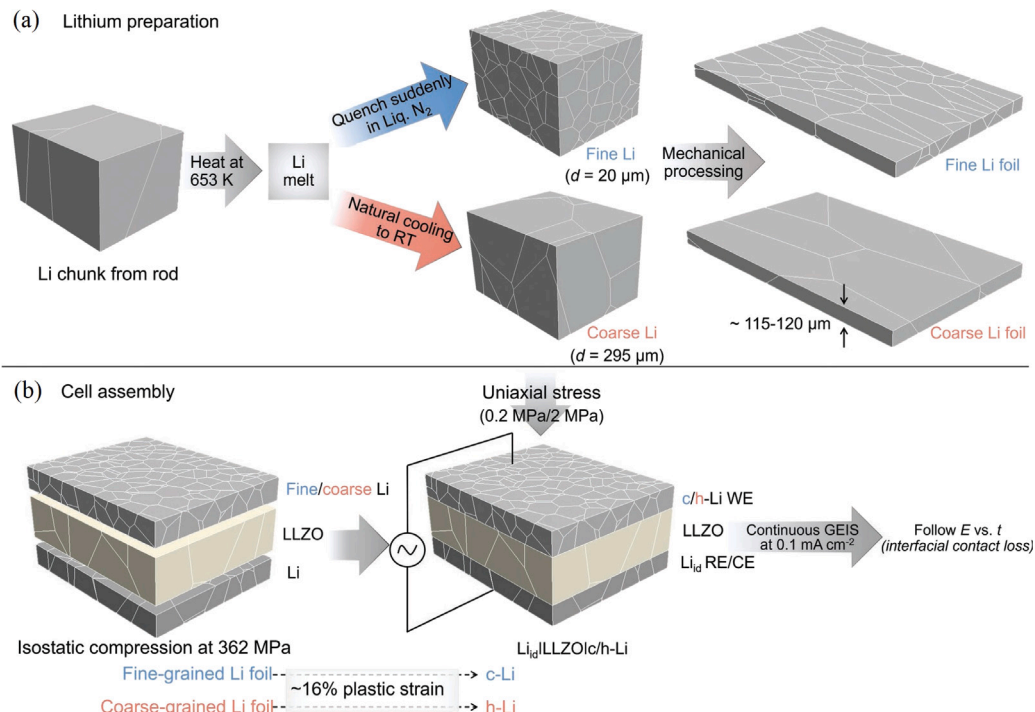 (a) Lithium preparation
Li chunk from rod
Heat at
653 K
Li
melt
Quench suddenly
in Liq. N₂
Natural cooling
to RT
Fine Li
(d = 20 µm)
Coarse Li
(d = 295 µm)
Mechanical
processing
Fine Li foil
~ 115-120 µm
Coarse Li foil
(b) Cell assembly
Fine/coarse Li
LLZO
Li
Isostatic compression at 362 MPa
Uniaxial stress
(0.2 MPa/2 MPa)
c/h-Li WE
LLZO
Li_id RE/CE
Li_id|LLZO|c/h-Li
Continuous GEIS
at 0.1 mA cm⁻²
Follow E vs. t
(interfacial contact loss)
Fine-grained Li foil
Coarse-grained Li foil
~16% plastic strain
c-Li
h-Li